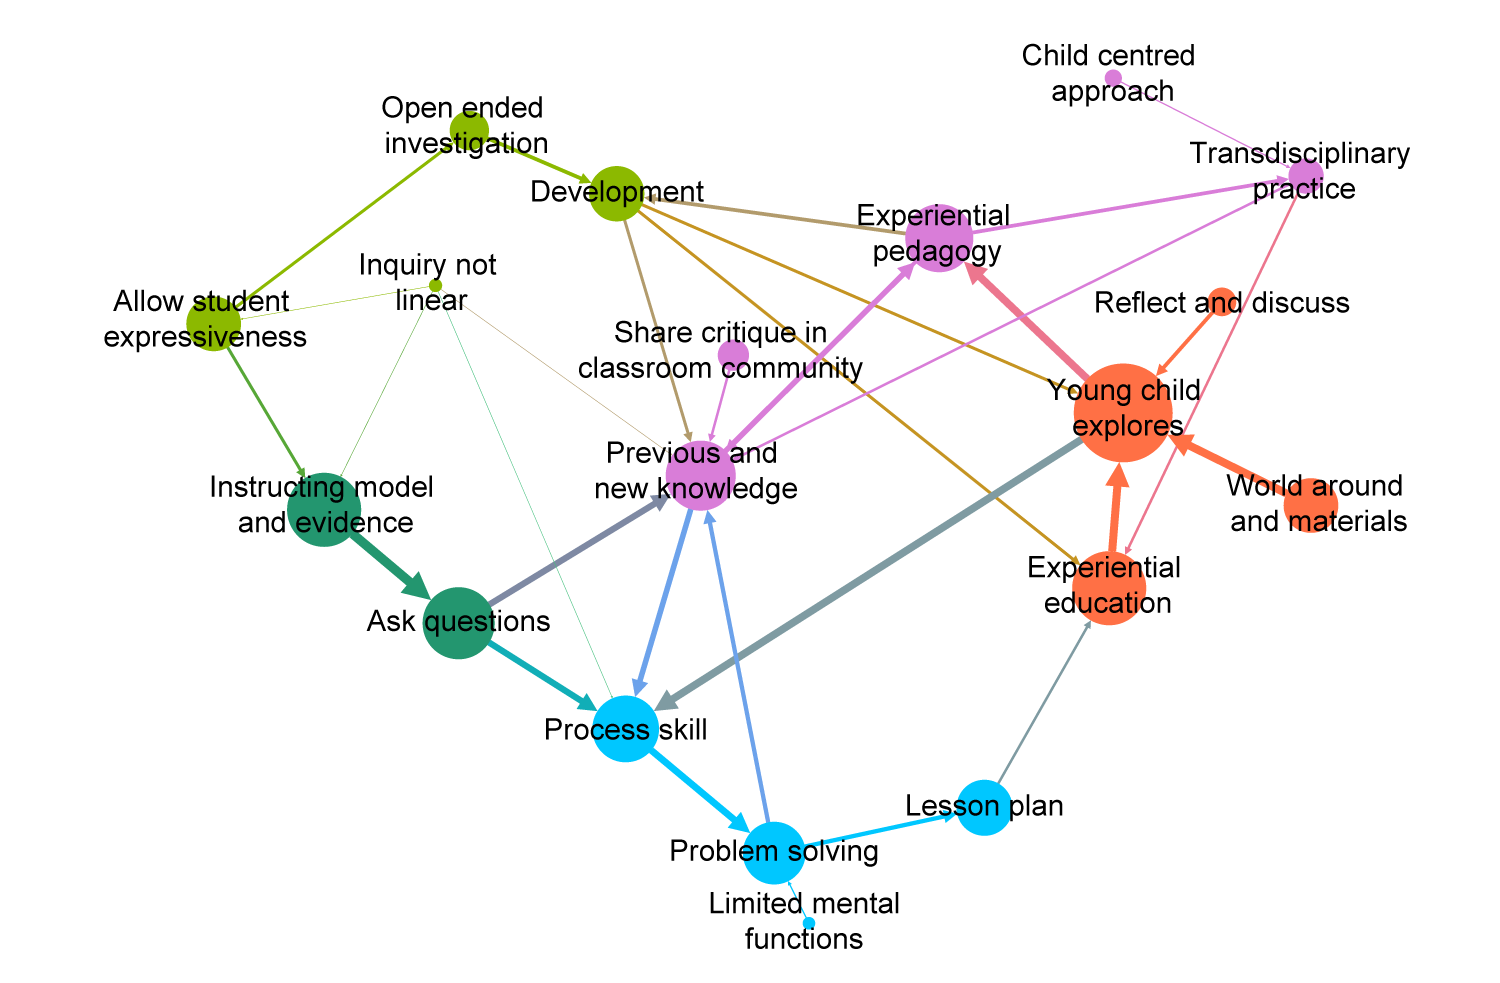 Child centred
approach
Open ended
investigation
Transdisciplinary
practice
Development
Experiential
pedagogy
Inquiry not
linear
Allow student
expressiveness
Reflect and discuss
Share critique in
classroom community
Young child
explores
Previous and
new knowledge
Instructing model
and evidence
World around
and materials
Experiential
education
Ask questions
Process skill
Lesson plan
Problem solving
Limited mental
functions